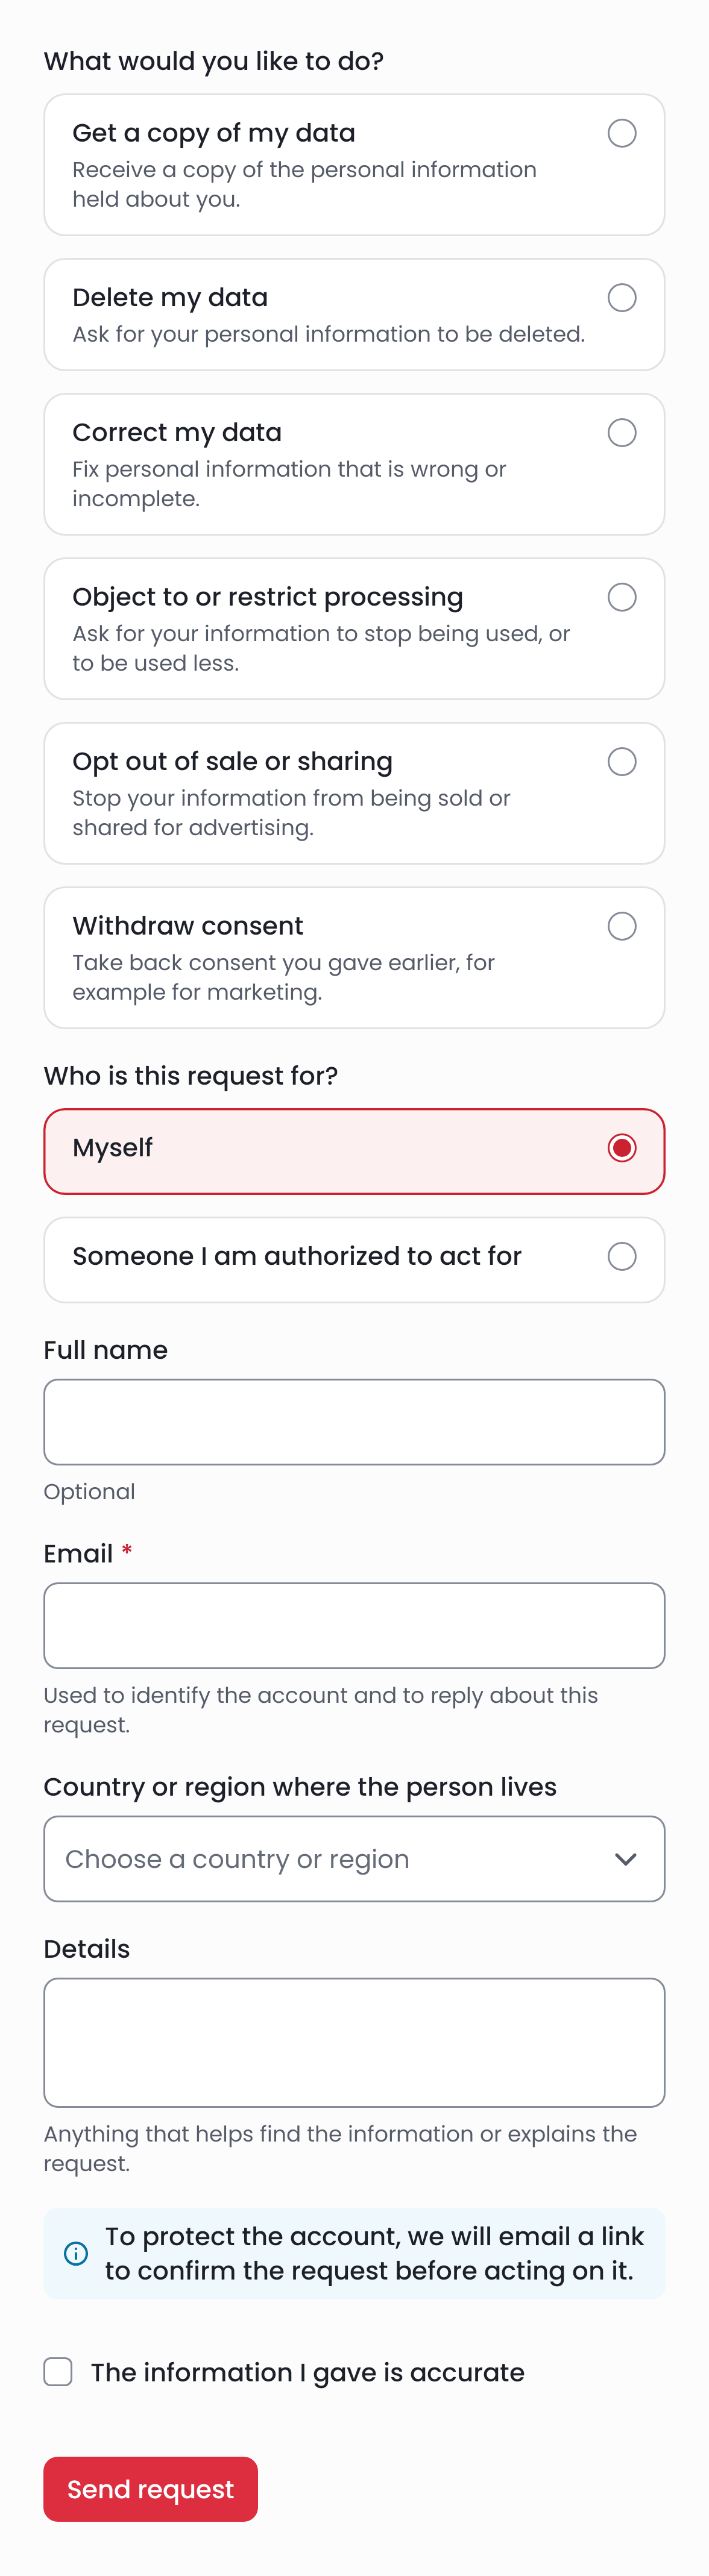 What would you like to do?
Get a copy of my data
Receive a copy of the personal information
held about you.
Delete my data
Ask for your personal information to be deleted.
Correct my data
Fix personal information that is wrong or
incomplete.
Object to or restrict processing
Ask for your information to stop being used, or
to be used less.
Opt out of sale or sharing
Stop your information from being sold or
shared for advertising.
Withdraw consent
Take back consent you gave earlier, for
example for marketing.
Who is this request for?
Myself
Someone I am authorized to act for
Full name
Optional
Email *
Used to identify the account and to reply about this
request.
Country or region where the person lives
Choose a country or region
Details
Anything that helps find the information or explains the
request.
To protect the account, we will email a link
to confirm the request before acting on it.
The information I gave is accurate
Send request